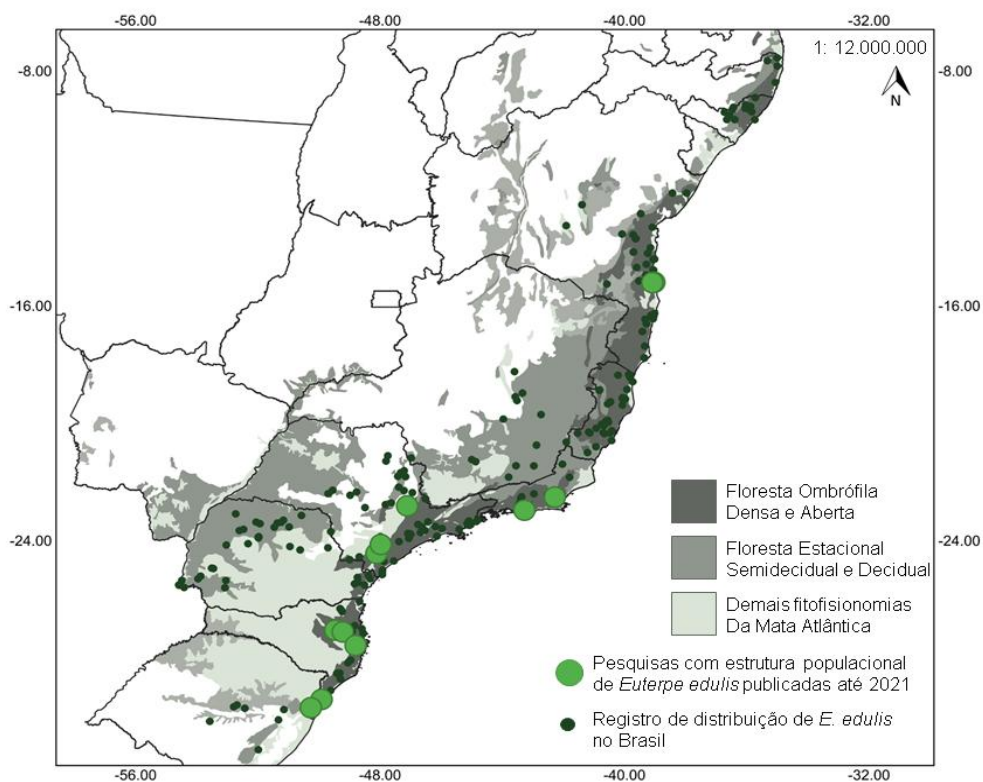 -56.00 -48.00 -40.00 -32.00
1: 12.000.000
-8.00 -8.00
N
-16.00 -16.00
Floresta Ombrófila
Densa e Aberta
-24.00 -24.00
Floresta Estacional
Semidecidual e Decidual
Demais fitofisionomias
Da Mata Atlântica
Pesquisas com estrutura populacional
de Euterpe edulis publicadas até 2021
Registro de distribuição de E. edulis
no Brasil
-56.00 -48.00 -40.00 -32.00